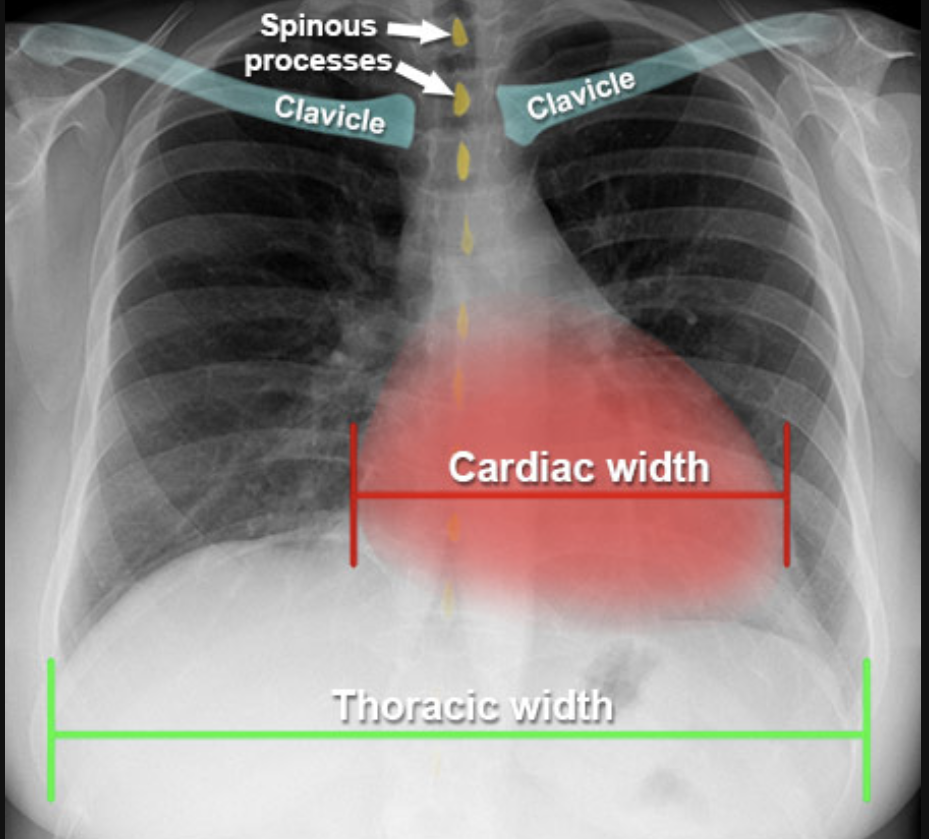 Spinous
processes
Clavicle
Clavicle
Cardiac width
Thoracic width